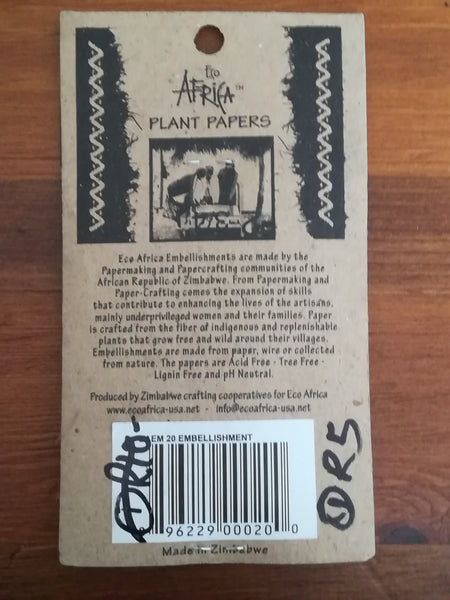 Eco
AFRICA™
PLANT PAPERS
Eco Africa Embellishments are made by the
Papermaking and Papercrafting communities of the
African Republic of Zimbabwe. From Papermaking and
Paper-Crafting comes the expansion of skills
that contribute to enhancing the lives of the artisans,
mainly underprivileged women and their families. Paper
is crafted from the fiber of indigenous and replenishable
plants that grow free and wild around their villages.
Embellishments are made from paper, wire or collected
from nature. The papers are Acid Free - Tree Free -
Lignin Free and pH Neutral.
Produced by Zimbabwe crafting cooperatives for Eco Africa
www.ecoafrica-usa.net - info@ecoafrica-usa.net
EM 20 EMBELLISHMENT
96229 00020 0
Made in Zimbabwe
R10-
① R5